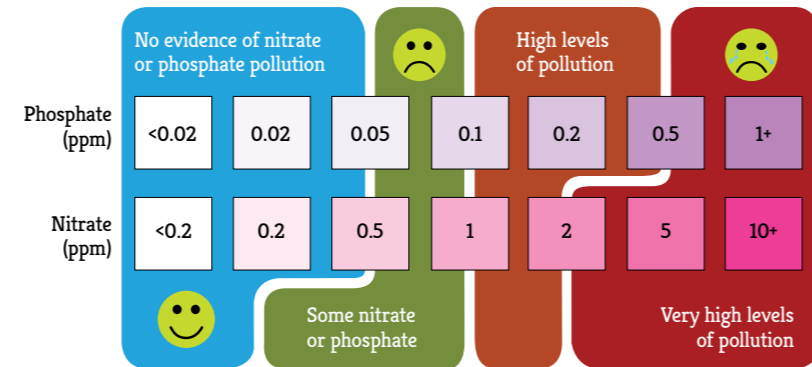 No evidence of nitrate
or phosphate pollution
High levels
of pollution
Phosphate
(ppm)
<0.02 0.02 0.05 0.1 0.2 0.5 1+
Nitrate
(ppm)
<0.2 0.2 0.5 1 2 5 10+
Some nitrate
or phosphate
Very high levels
of pollution